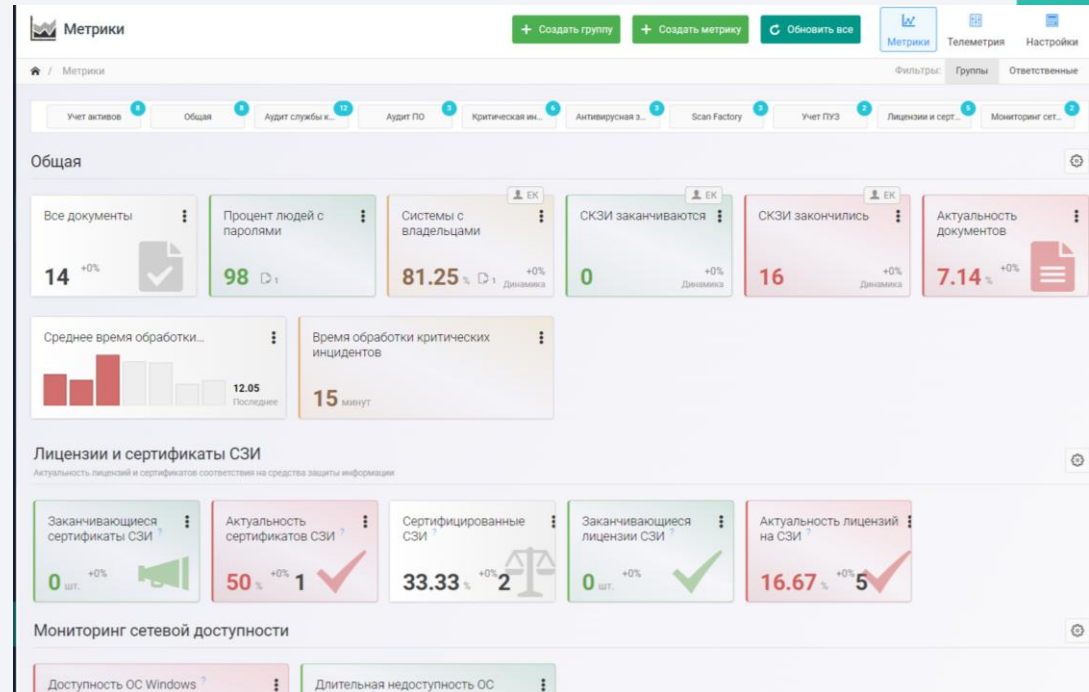 Метрики
+ Создать группу
+ Создать метрику
Обновить все
Метрики
Телеметрия
Настройки
/ Метрики
Фильтры:
Группы
Ответственные
Учет активов 8
Общая 8
Аудит службы к... 12
Аудит ПО 3
Критическая ин... 6
Антивирусная з... 3
Scan Factory 3
Учет ПУЗ 2
Лицензии и серт... 5
Мониторинг сет... 2
Общая
Все документы
14 +0%
Процент людей с
паролями
98 1
ЕК
Системы с
владельцами
81.25 % 1 +0%
Динамика
ЕК
СКЗИ заканчиваются
0 +0%
Динамика
ЕК
СКЗИ закончились
16 +0%
Динамика
Актуальность
документов
7.14 % +0%
Среднее время обработки...
12.05
Последнее
Время обработки критических
инцидентов
15 минут
Лицензии и сертификаты СЗИ
Актуальность лицензий и сертификатов соответствия на средства защиты информации
Заканчивающиеся
сертификаты СЗИ ?
0 шт. +0%
Актуальность
сертификатов СЗИ ?
50 % +0% 1
Сертифицированные
СЗИ ?
33.33 % +0% 2
Заканчивающиеся
лицензии СЗИ ?
0 шт. +0%
Актуальность лицензий
на СЗИ ?
16.67 % +0% 5
Мониторинг сетевой доступности
Доступность ОС Windows ?
Длительная недоступность ОС